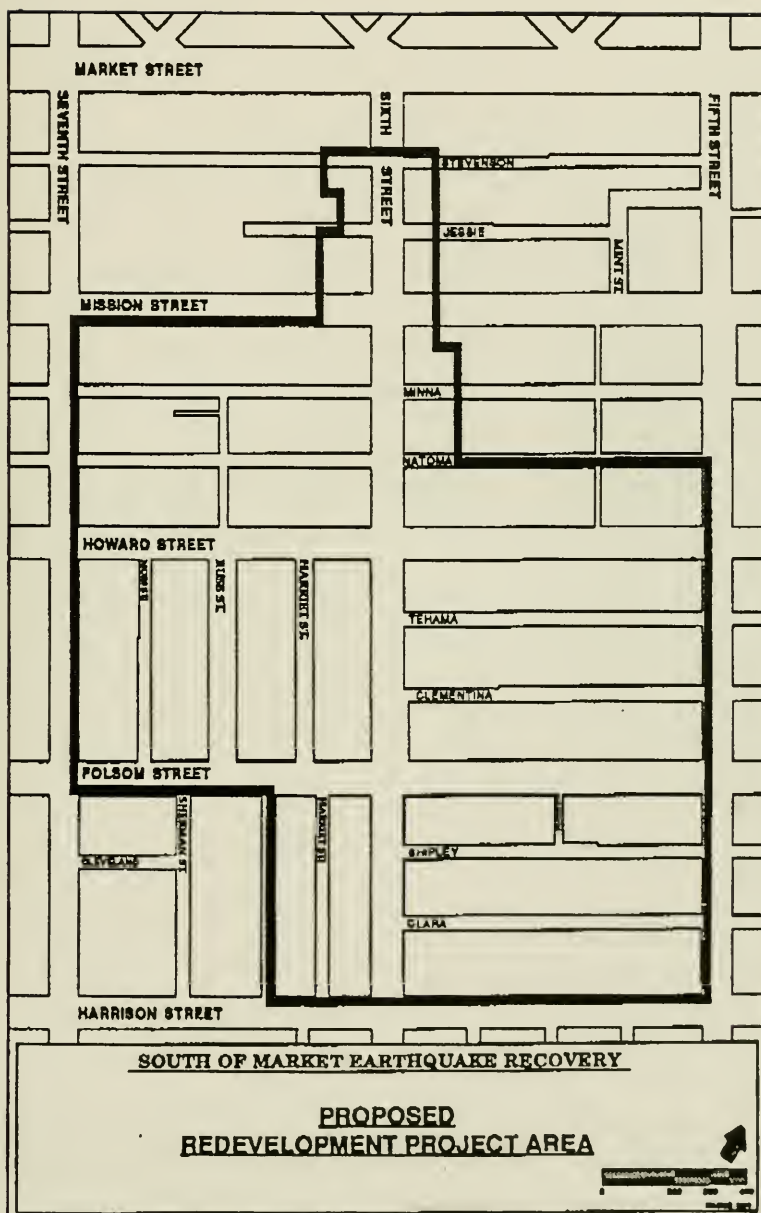 MARKET STREET
SEVENTH STREET
SIXTH
STREET
FIFTH STREET
STEVENSON
JESSIE
MINT ST.
MISSION STREET
MINNA
NATOMA
HOWARD STREET
RUSS ST.
HARRIET ST.
TEHAMA
CLEMENTINA
FOLSOM STREET
SHERMAN ST.
HARRIET ST.
CLEVELAND
SHIPLEY
CLARA
HARRISON STREET
SOUTH OF MARKET EARTHQUAKE RECOVERY
PROPOSED
REDEVELOPMENT PROJECT AREA